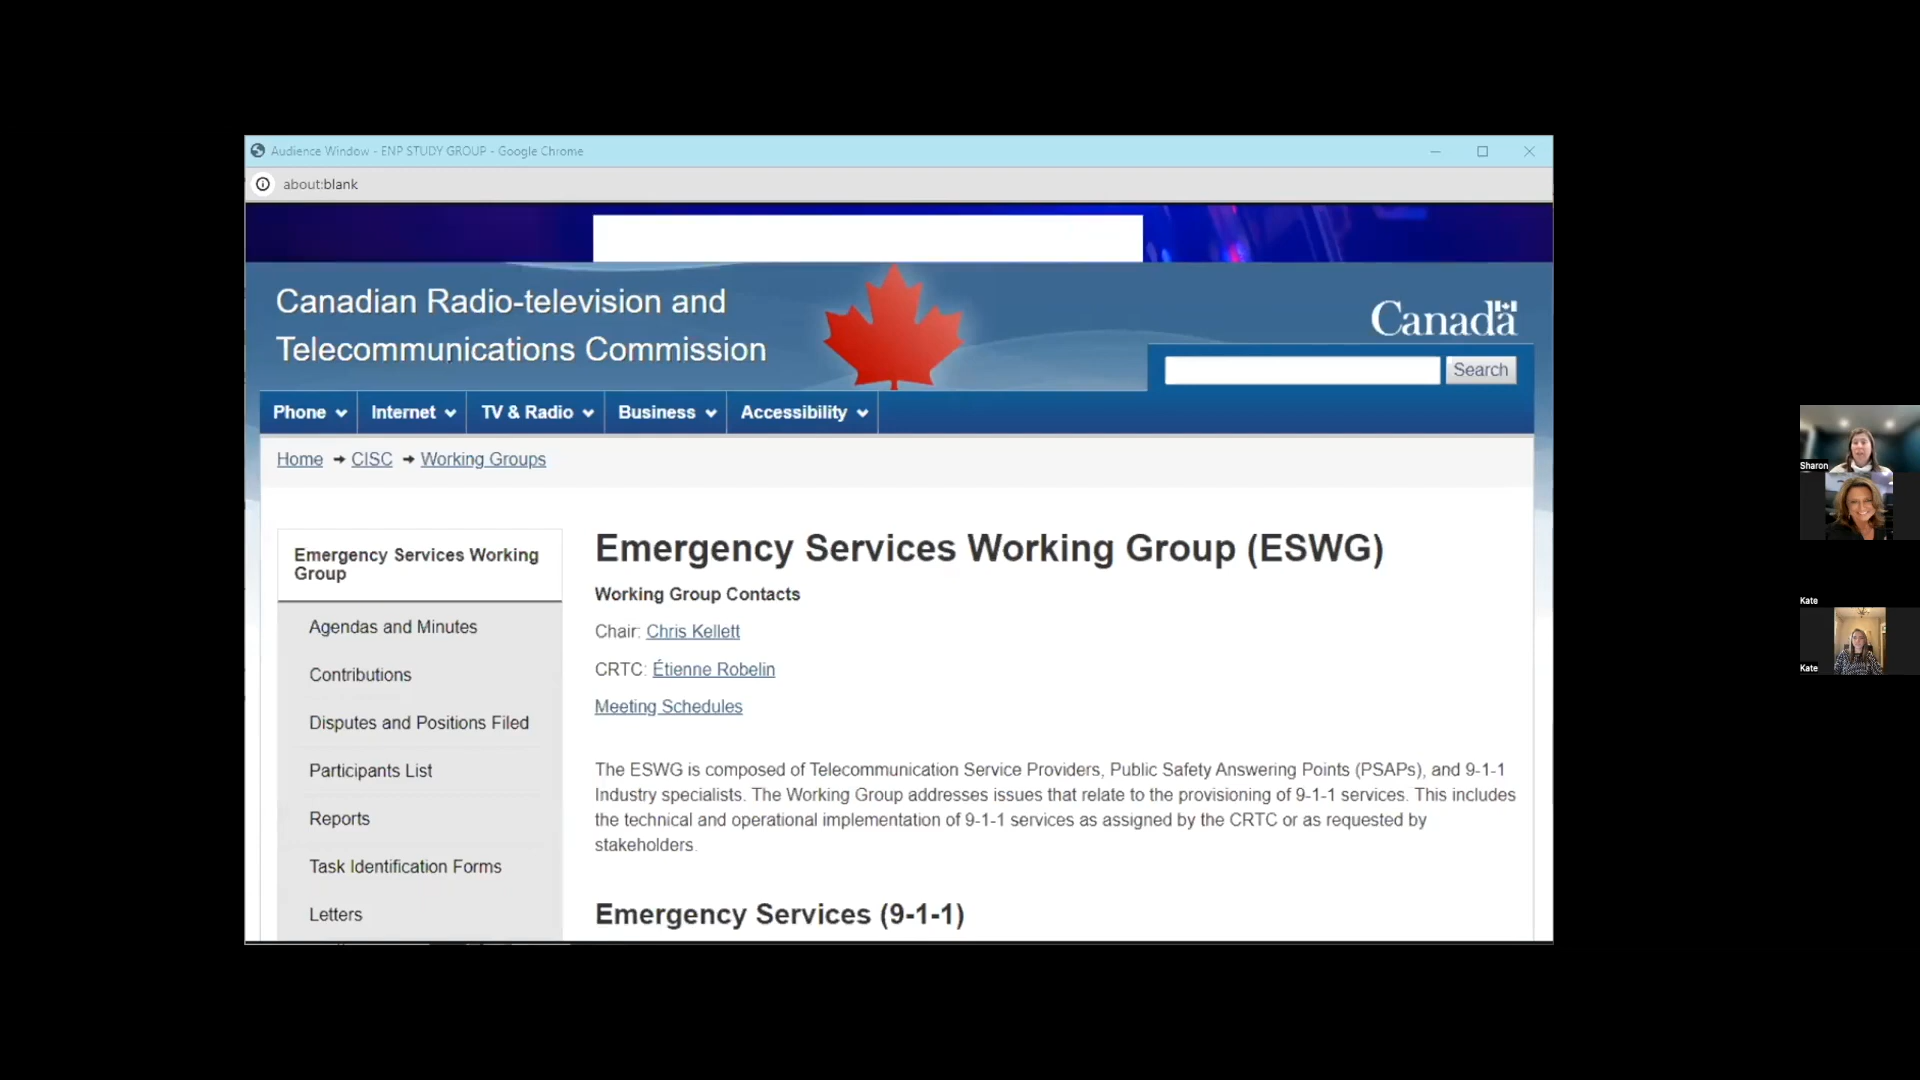 Audience Window - ENP STUDY GROUP - Google Chrome
about:blank
Canadian Radio-television and
Telecommunications Commission
Canada
Search
Phone
Internet
TV & Radio
Business
Accessibility
Home → CISC → Working Groups
Emergency Services Working
Group
Agendas and Minutes
Contributions
Disputes and Positions Filed
Participants List
Reports
Task Identification Forms
Letters
Emergency Services Working Group (ESWG)
Working Group Contacts
Chair: Chris Kellett
CRTC: Étienne Robelin
Meeting Schedules
The ESWG is composed of Telecommunication Service Providers, Public Safety Answering Points (PSAPs), and 9-1-1
Industry specialists. The Working Group addresses issues that relate to the provisioning of 9-1-1 services. This includes
the technical and operational implementation of 9-1-1 services as assigned by the CRTC or as requested by
stakeholders.
Emergency Services (9-1-1)
Sharon
Kate
Kate